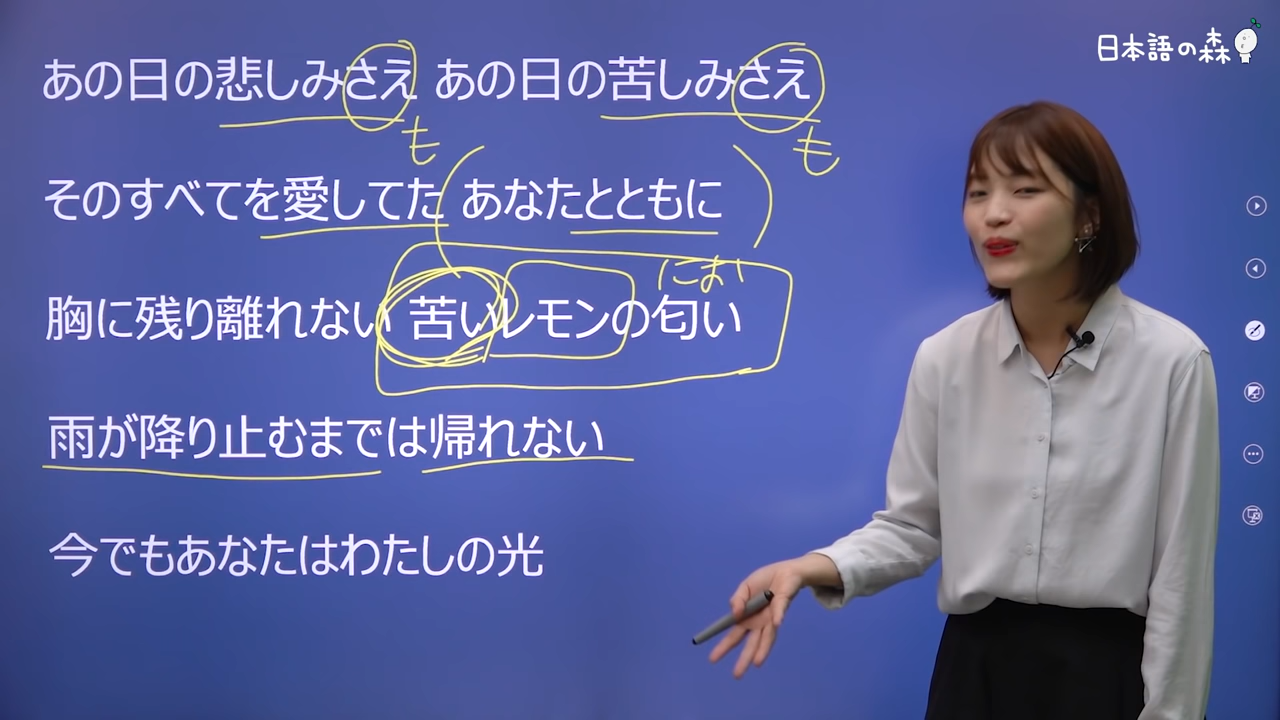 日本語の森
あの日の悲しみさえ あの日の苦しみさえ
も も
そのすべてを愛してた あなたとともに
におい
胸に残り離れない 苦いレモンの匂い
雨が降り止むまでは帰れない
今でもあなたはわたしの光